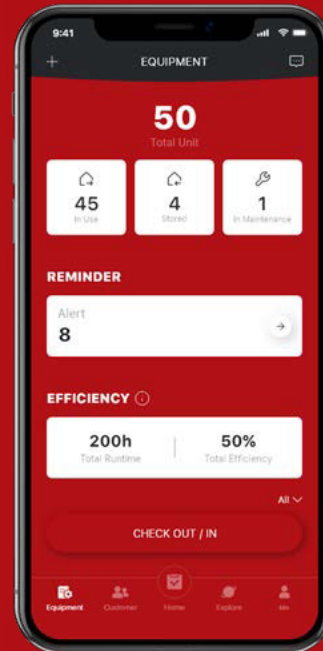 9:41
EQUIPMENT
50
Total Unit
45
In Use
4
Stored
1
In Maintenance
REMINDER
Alert
8
EFFICIENCY
200h
Total Runtime
50%
Total Efficiency
All
CHECK OUT / IN
Equipment
Customer
Home
Explore
Me